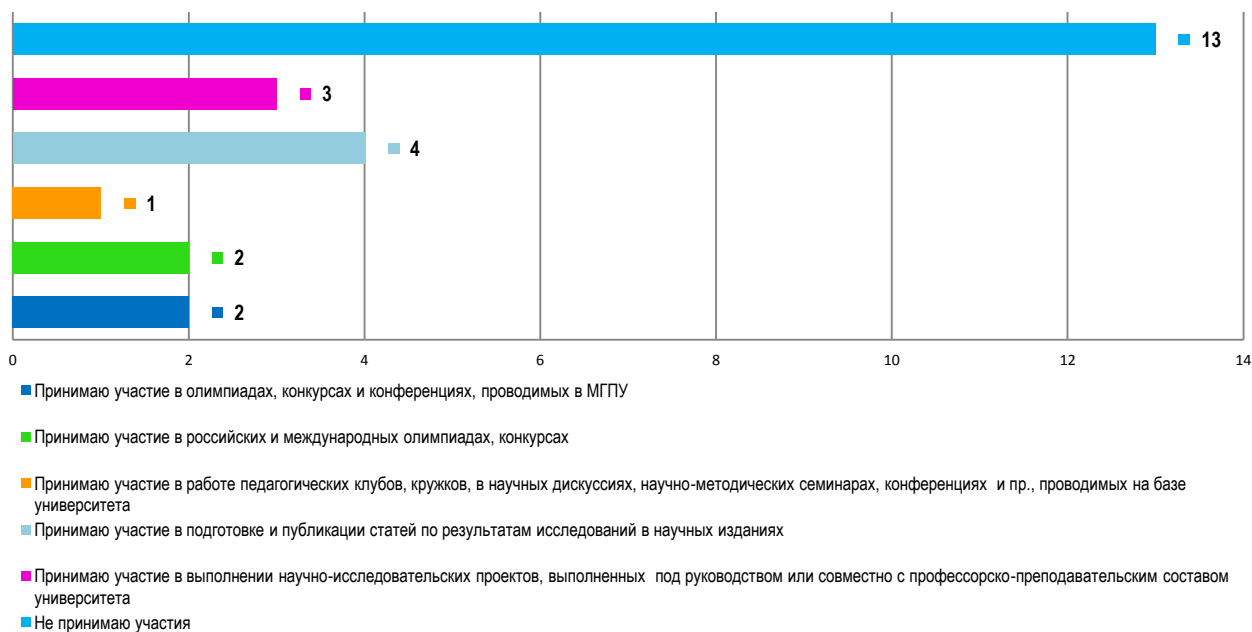 13
3
4
1
2
2
0 2 4 6 8 10 12 14
Принимаю участие в олимпиадах, конкурсах и конференциях, проводимых в МГПУ
Принимаю участие в российских и международных олимпиадах, конкурсах
Принимаю участие в работе педагогических клубов, кружков, в научных дискуссиях, научно-методических семинарах, конференциях и пр., проводимых на базе
университета
Принимаю участие в подготовке и публикации статей по результатам исследований в научных изданиях
Принимаю участие в выполнении научно-исследовательских проектов, выполненных под руководством или совместно с профессорско-преподавательским составом
университета
Не принимаю участия